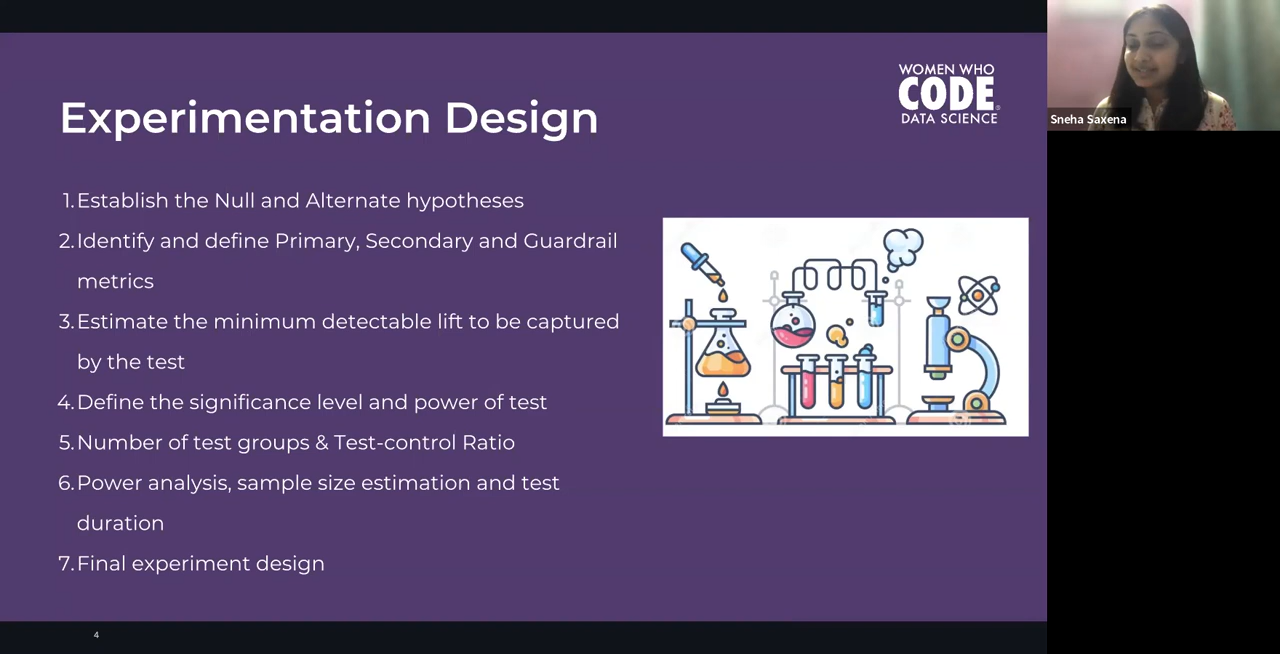 WOMEN WHO
CODE
DATA SCIENCE
Sneha Saxena
Experimentation Design
1. Establish the Null and Alternate hypotheses
2. Identify and define Primary, Secondary and Guardrail
metrics
3. Estimate the minimum detectable lift to be captured
by the test
4. Define the significance level and power of test
5. Number of test groups & Test-control Ratio
6. Power analysis, sample size estimation and test
duration
7. Final experiment design
4